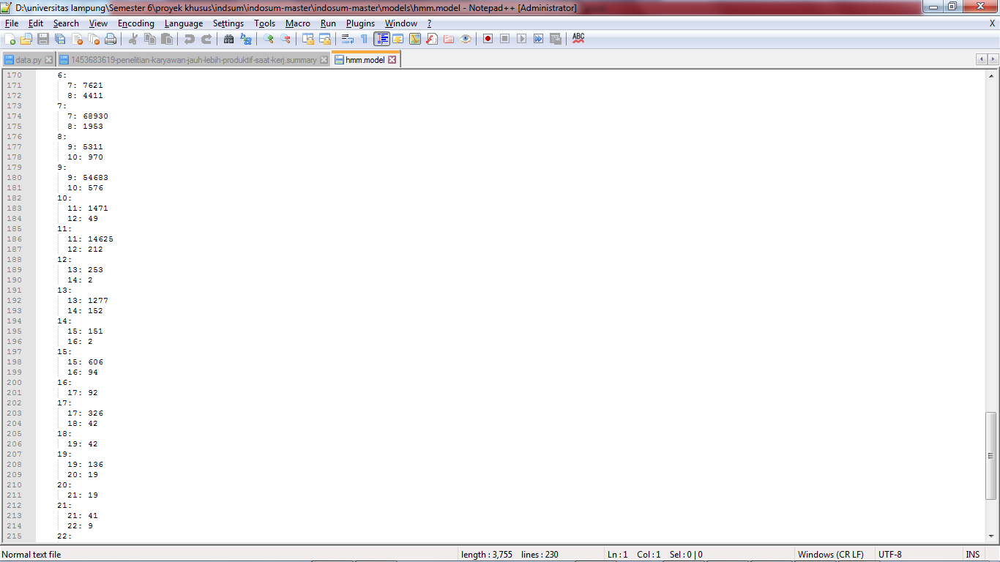 D:\universitas lampung\Semester 6\proyek khusus\indsum\indosum-master\indosum-master\models\hmm.model - Notepad++ [Administrator]
File Edit Search View Encoding Language Settings Tools Macro Run Plugins Window ? X
ABC
data.py 1453683619-penelitian-karyawan-jauh-lebih-produktif-saat-kerj.summary hmm.model
170 6:
171 7: 7621
172 8: 4411
173 7:
174 7: 68930
175 8: 1953
176 8:
177 9: 5311
178 10: 970
179 9:
180 9: 54683
181 10: 576
182 10:
183 11: 1471
184 12: 49
185 11:
186 11: 14625
187 12: 212
188 12:
189 13: 253
190 14: 2
191 13:
192 13: 1277
193 14: 152
194 14:
195 15: 151
196 16: 2
197 15:
198 15: 606
199 16: 94
200 16:
201 17: 92
202 17:
203 17: 326
204 18: 42
205 18:
206 19: 42
207 19:
208 19: 136
209 20: 19
210 20:
211 21: 19
212 21:
213 21: 41
214 22: 9
215 22:
Normal text file length : 3,755 lines : 230 Ln : 1 Col : 1 Sel : 0 | 0 Windows (CR LF) UTF-8 INS